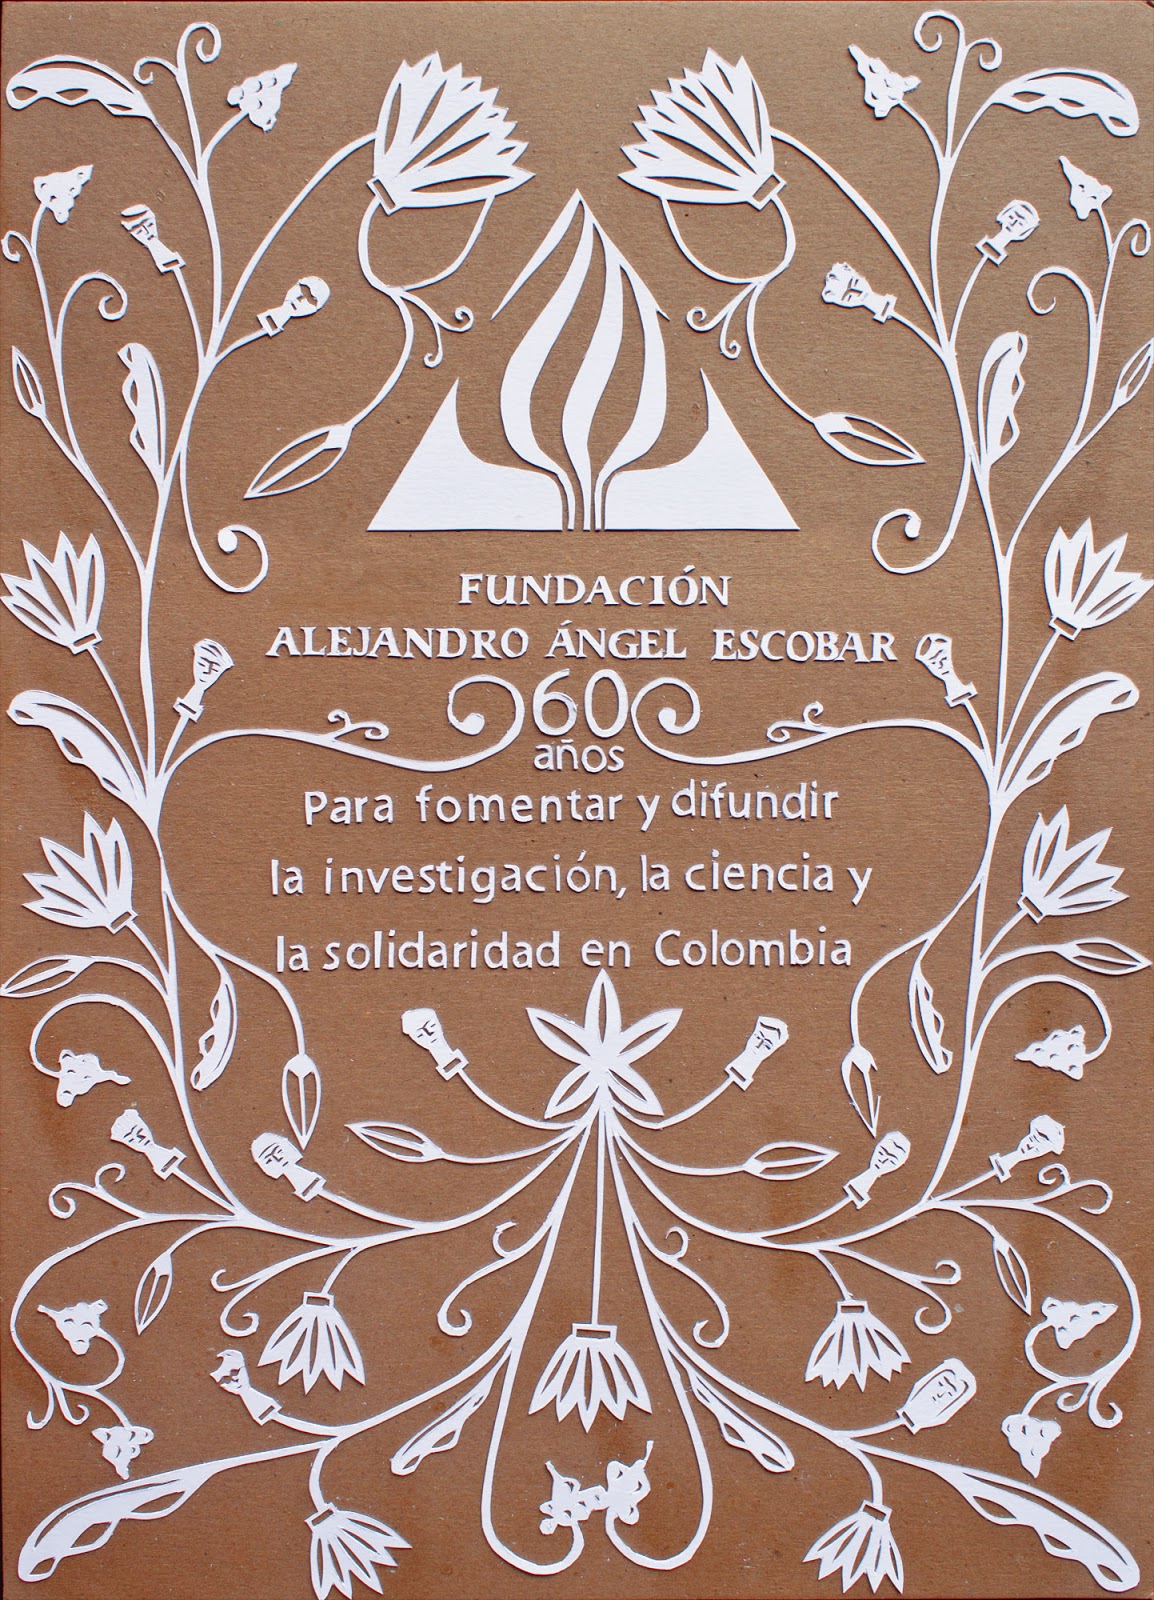 FUNDACIÓN
ALEJANDRO ÁNGEL ESCOBAR
60
años
Para fomentar y difundir
la investigación, la ciencia y
la solidaridad en Colombia